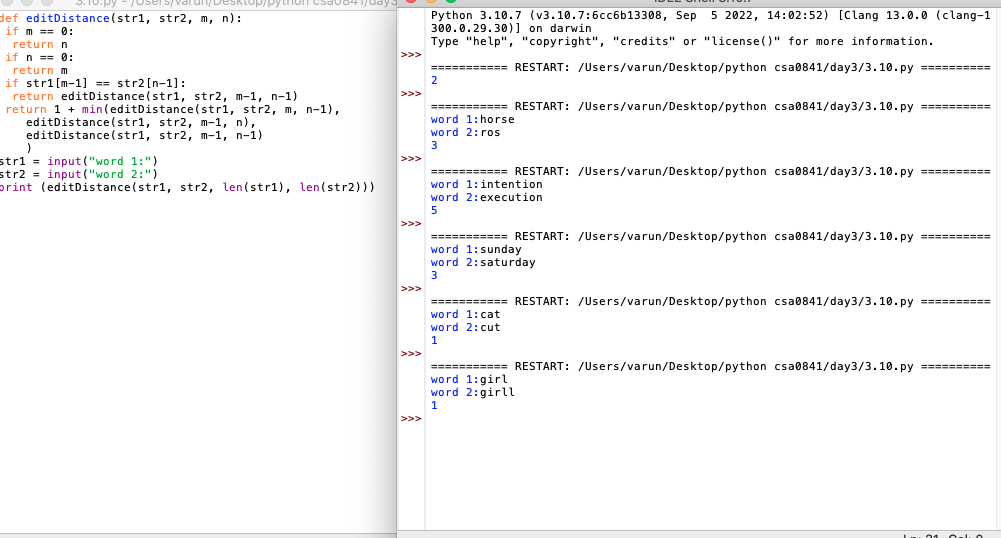 3.10.py - /Users/varun/Desktop/python csa0841/day3
def editDistance(str1, str2, m, n):
if m == 0:
return n
if n == 0:
return m
if str1[m-1] == str2[n-1]:
return editDistance(str1, str2, m-1, n-1)
return 1 + min(editDistance(str1, str2, m, n-1),
editDistance(str1, str2, m-1, n),
editDistance(str1, str2, m-1, n-1)
)
str1 = input("word 1:")
str2 = input("word 2:")
print (editDistance(str1, str2, len(str1), len(str2)))
Python 3.10.7 (v3.10.7:6cc6b13308, Sep  5 2022, 14:02:52) [Clang 13.0.0 (clang-1
300.0.29.30)] on darwin
Type "help", "copyright", "credits" or "license()" for more information.
>>>
=========== RESTART: /Users/varun/Desktop/python csa0841/day3/3.10.py ==========
2
>>>
=========== RESTART: /Users/varun/Desktop/python csa0841/day3/3.10.py ==========
word 1:horse
word 2:ros
3
>>>
=========== RESTART: /Users/varun/Desktop/python csa0841/day3/3.10.py ==========
word 1:intention
word 2:execution
5
>>>
=========== RESTART: /Users/varun/Desktop/python csa0841/day3/3.10.py ==========
word 1:sunday
word 2:saturday
3
>>>
=========== RESTART: /Users/varun/Desktop/python csa0841/day3/3.10.py ==========
word 1:cat
word 2:cut
1
>>>
=========== RESTART: /Users/varun/Desktop/python csa0841/day3/3.10.py ==========
word 1:girl
word 2:girll
1
>>>